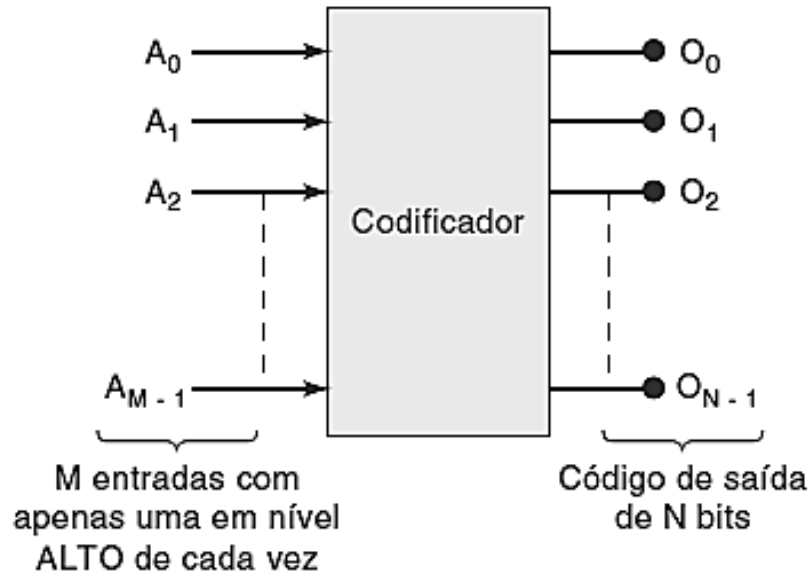 A0 O0
A1 O1
A2 O2
Codificador
AM - 1 ON - 1
M entradas com
apenas uma em nível
ALTO de cada vez
Código de saída
de N bits